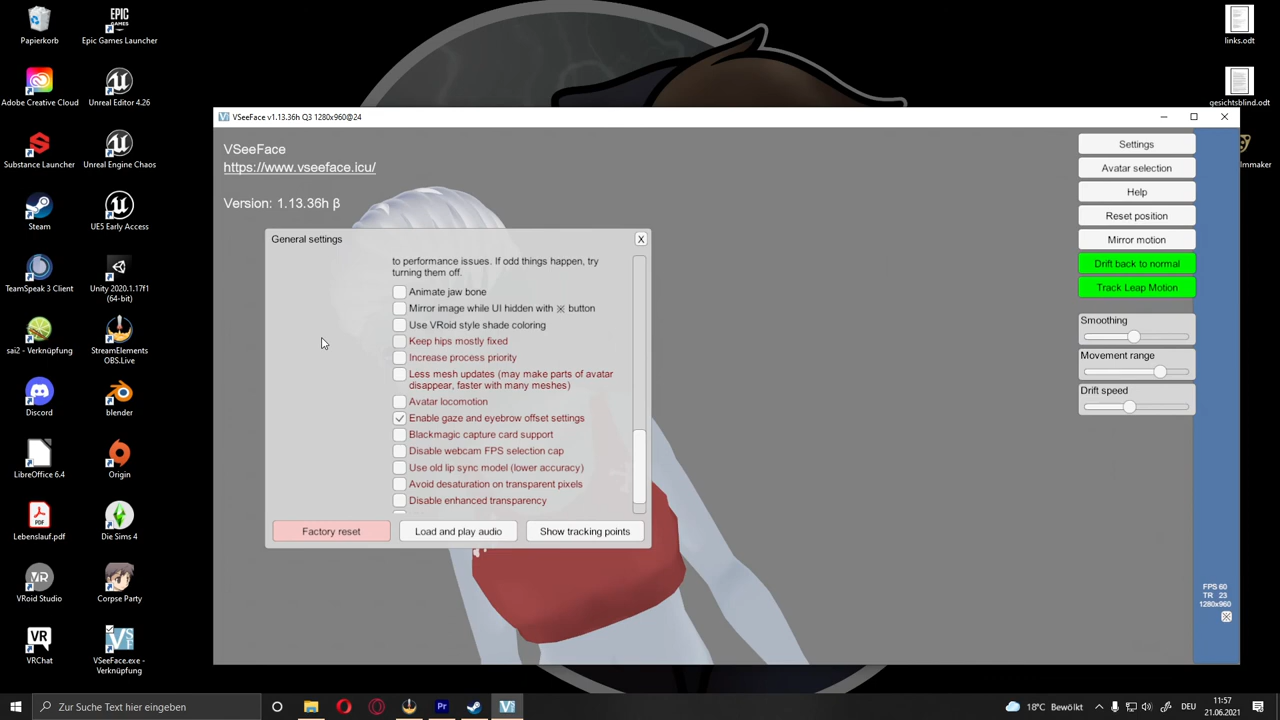 Papierkorb
Epic Games Launcher
Adobe Creative Cloud
Unreal Editor 4.26
Substance Launcher
Unreal Engine Chaos
Steam
UE5 Early Access
TeamSpeak 3 Client
Unity 2020.1.17f1
(64-bit)
sai2 - Verknüpfung
StreamElements
OBS.Live
Discord
blender
LibreOffice 6.4
Origin
Lebenslauf.pdf
Die Sims 4
VRoid Studio
Corpse Party
VRChat
VSeeFace.exe -
Verknüpfung
links.odt
gesichtsblind.odt
VSeeFace v1.13.36h Q3 1280x960@24
VSeeFace
https://www.vseeface.icu/
Version: 1.13.36h β
General settings
X
to performance issues. If odd things happen, try
turning them off.
Animate jaw bone
Mirror image while UI hidden with ※ button
Use VRoid style shade coloring
Keep hips mostly fixed
Increase process priority
Less mesh updates (may make parts of avatar
disappear, faster with many meshes)
Avatar locomotion
Enable gaze and eyebrow offset settings
Blackmagic capture card support
Disable webcam FPS selection cap
Use old lip sync model (lower accuracy)
Avoid desaturation on transparent pixels
Disable enhanced transparency
Factory reset
Load and play audio
Show tracking points
Settings
Avatar selection
Help
Reset position
Mirror motion
Drift back to normal
Track Leap Motion
Smoothing
Movement range
Drift speed
FPS 60
TR 23
1280x960
Zur Suche Text hier eingeben
18°C Bewölkt
DEU
11:57
21.06.2021